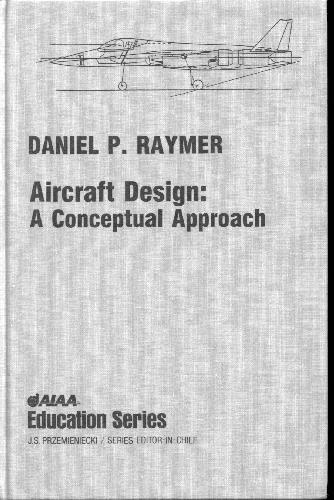 DANIEL P. RAYMER
Aircraft Design:
A Conceptual Approach
AIAA
Education Series
J.S. PRZEMIENIECKI / SERIES EDITOR-IN-CHIEF